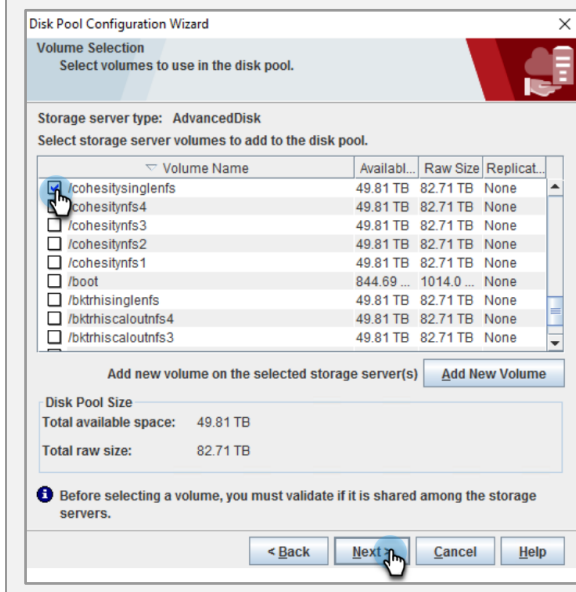 Disk Pool Configuration Wizard
Volume Selection
Select volumes to use in the disk pool.
Storage server type: AdvancedDisk
Select storage server volumes to add to the disk pool.
Volume Name Availabl... Raw Size Replicat...
/cohesitysinglenfs 49.81 TB 82.71 TB None
/cohesitynfs4 49.81 TB 82.71 TB None
/cohesitynfs3 49.81 TB 82.71 TB None
/cohesitynfs2 49.81 TB 82.71 TB None
/cohesitynfs1 49.81 TB 82.71 TB None
/boot 844.69 ... 1014.0 ... None
/bktrhisinglenfs 49.81 TB 82.71 TB None
/bktrhiscaloutnfs4 49.81 TB 82.71 TB None
/bktrhiscaloutnfs3 49.81 TB 82.71 TB None
Add new volume on the selected storage server(s) Add New Volume
Disk Pool Size
Total available space: 49.81 TB
Total raw size: 82.71 TB
Before selecting a volume, you must validate if it is shared among the storage
servers.
< Back Next > Cancel Help